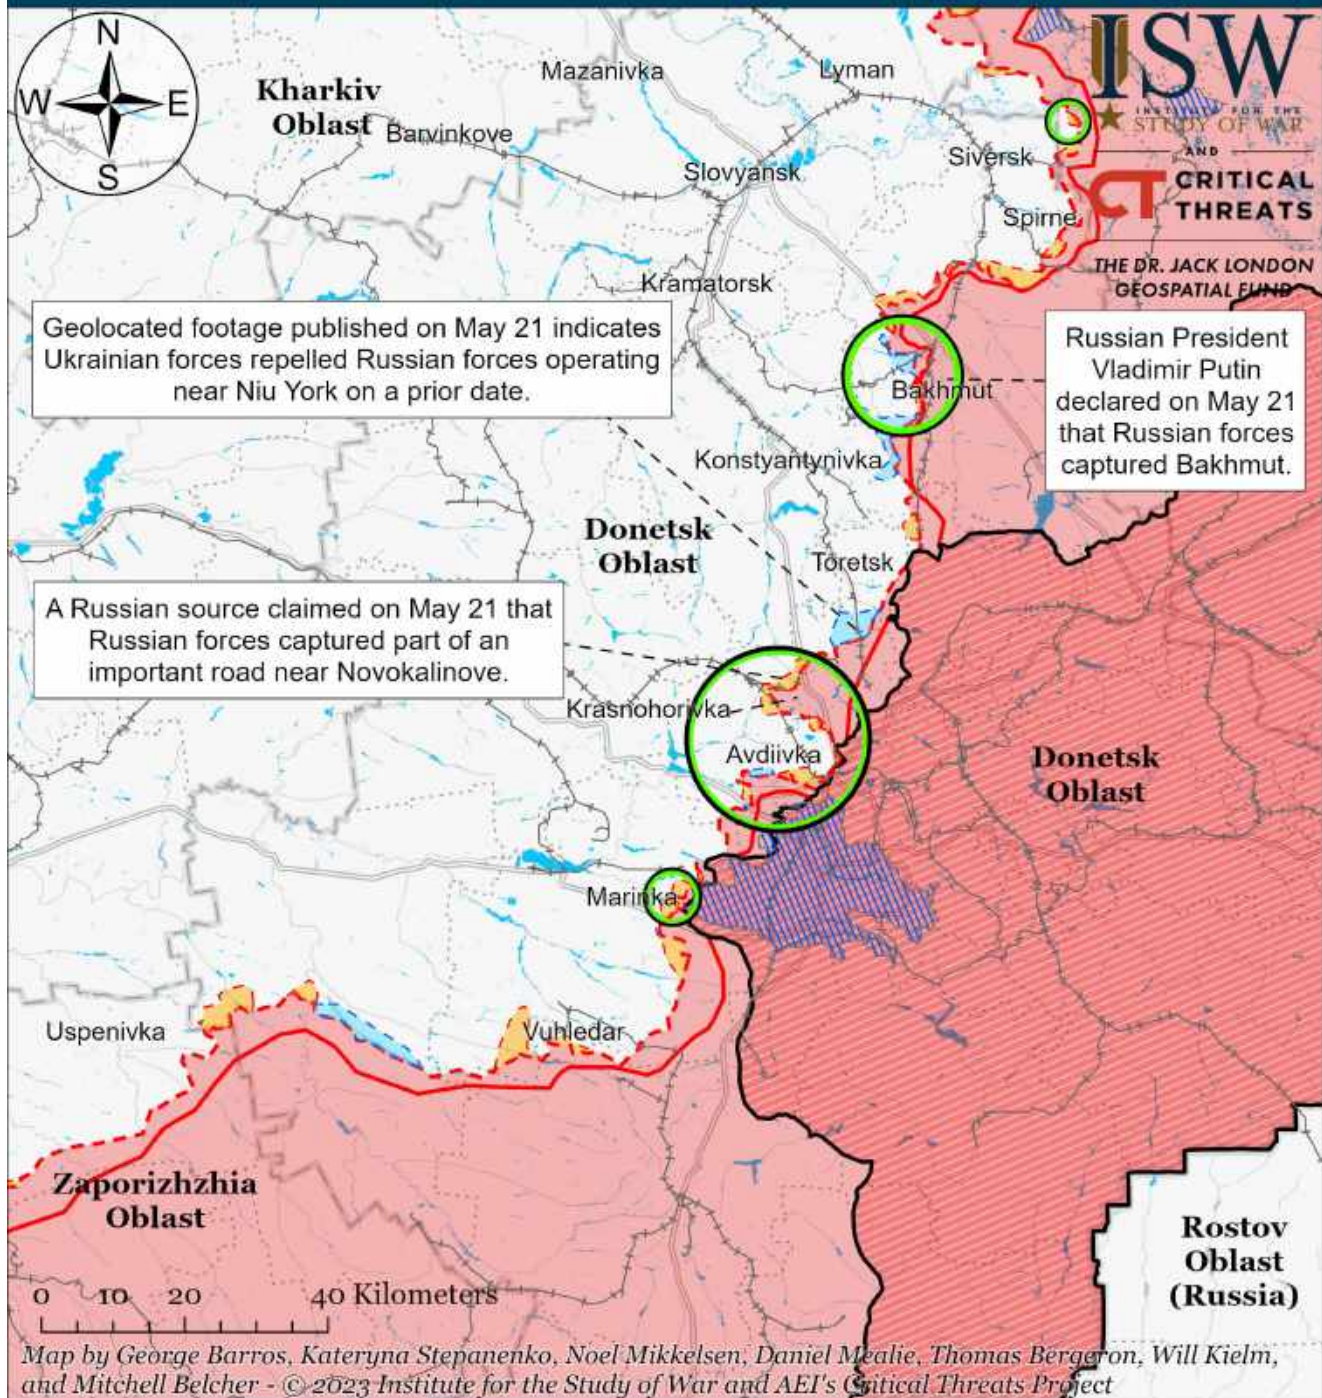 N
W
E
S
ISW
INSTITUTE FOR THE
STUDY OF WAR
AND
CT CRITICAL
THREATS
THE DR. JACK LONDON
GEOSPATIAL FUND
Kharkiv
Oblast
Mazanivka
Lyman
Barvinkove
Siversk
Slovyansk
Spirne
Kramatorsk
Geolocated footage published on May 21 indicates
Ukrainian forces repelled Russian forces operating
near Niu York on a prior date.
Russian President
Vladimir Putin
declared on May 21
that Russian forces
captured Bakhmut.
Bakhmut
Konstyantynivka
Donetsk
Oblast
Toretsk
A Russian source claimed on May 21 that
Russian forces captured part of an
important road near Novokalinove.
Krasnohorivka
Avdiivka
Donetsk
Oblast
Marinka
Uspenivka
Vuhledar
Zaporizhzhia
Oblast
Rostov
Oblast
(Russia)
0 10 20 40 Kilometers
Map by George Barros, Kateryna Stepanenko, Noel Mikkelsen, Daniel Mealie, Thomas Bergeron, Will Kielm,
and Mitchell Belcher - © 2023 Institute for the Study of War and AEI's Critical Threats Project